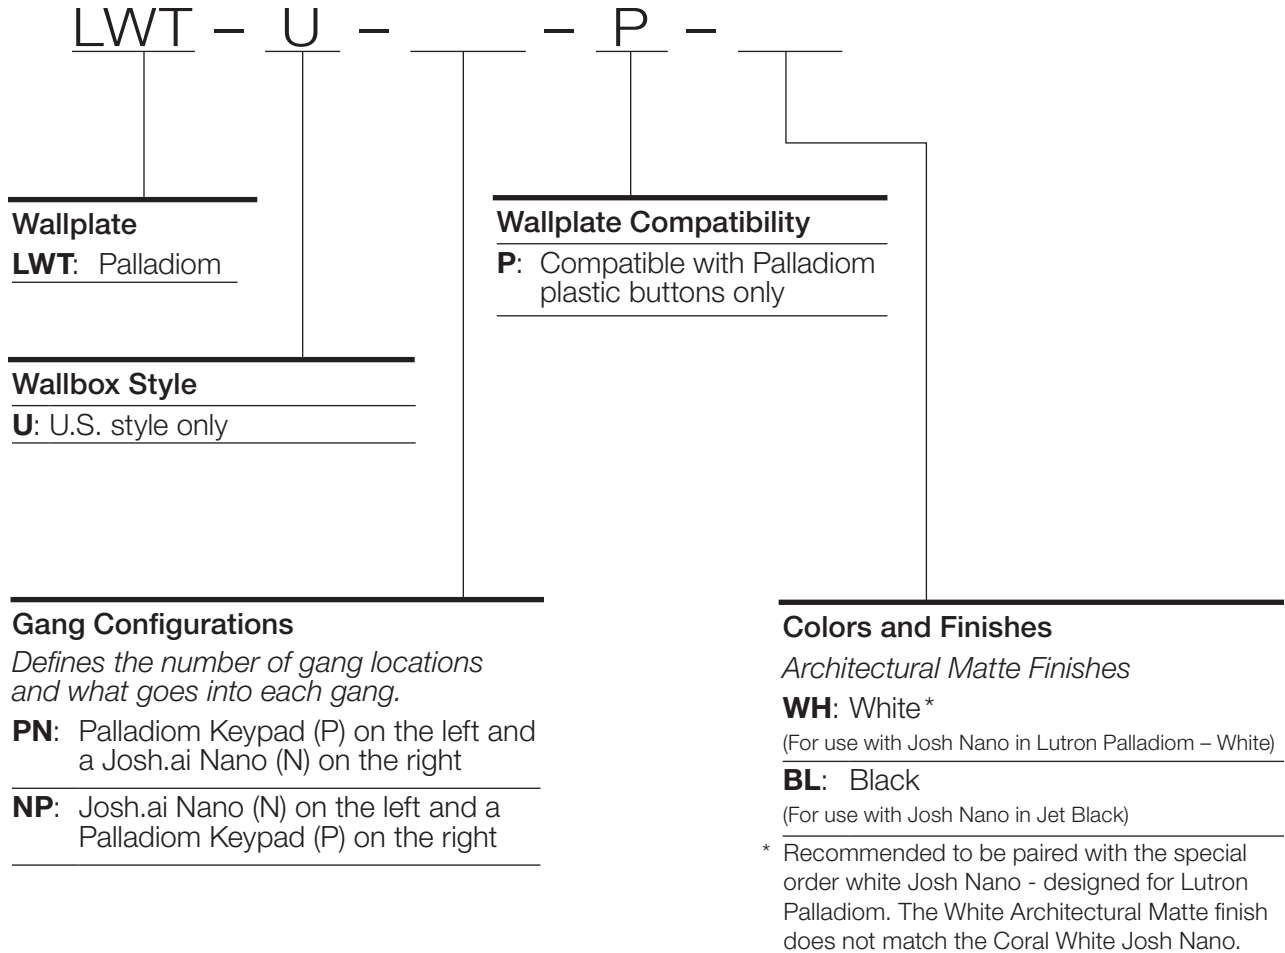 LWT – U –  – P –
Wallplate
LWT: Palladiom
Wallplate Compatibility
P: Compatible with Palladiom
plastic buttons only
Wallbox Style
U: U.S. style only
Gang Configurations
Defines the number of gang locations
and what goes into each gang.
PN: Palladiom Keypad (P) on the left and
a Josh.ai Nano (N) on the right
NP: Josh.ai Nano (N) on the left and a
Palladiom Keypad (P) on the right
Colors and Finishes
Architectural Matte Finishes
WH: White*
(For use with Josh Nano in Lutron Palladiom – White)
BL: Black
(For use with Josh Nano in Jet Black)
* Recommended to be paired with the special
order white Josh Nano - designed for Lutron
Palladiom. The White Architectural Matte finish
does not match the Coral White Josh Nano.